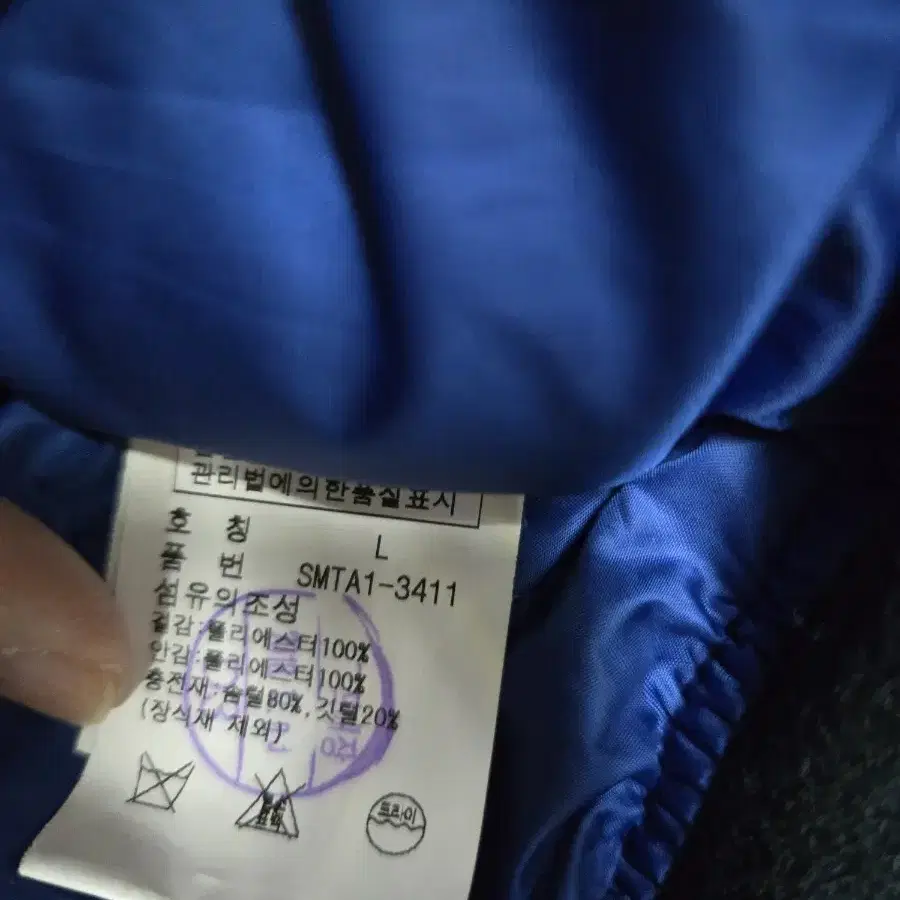 관리법에의한품질표시
호 칭 L
품 번 SMTA1-3411
섬유의조성
겉감:폴리에스터100%
안감:폴리에스터100%
충전재:솜털80%,깃털20%
(장식재 제외)
드라이